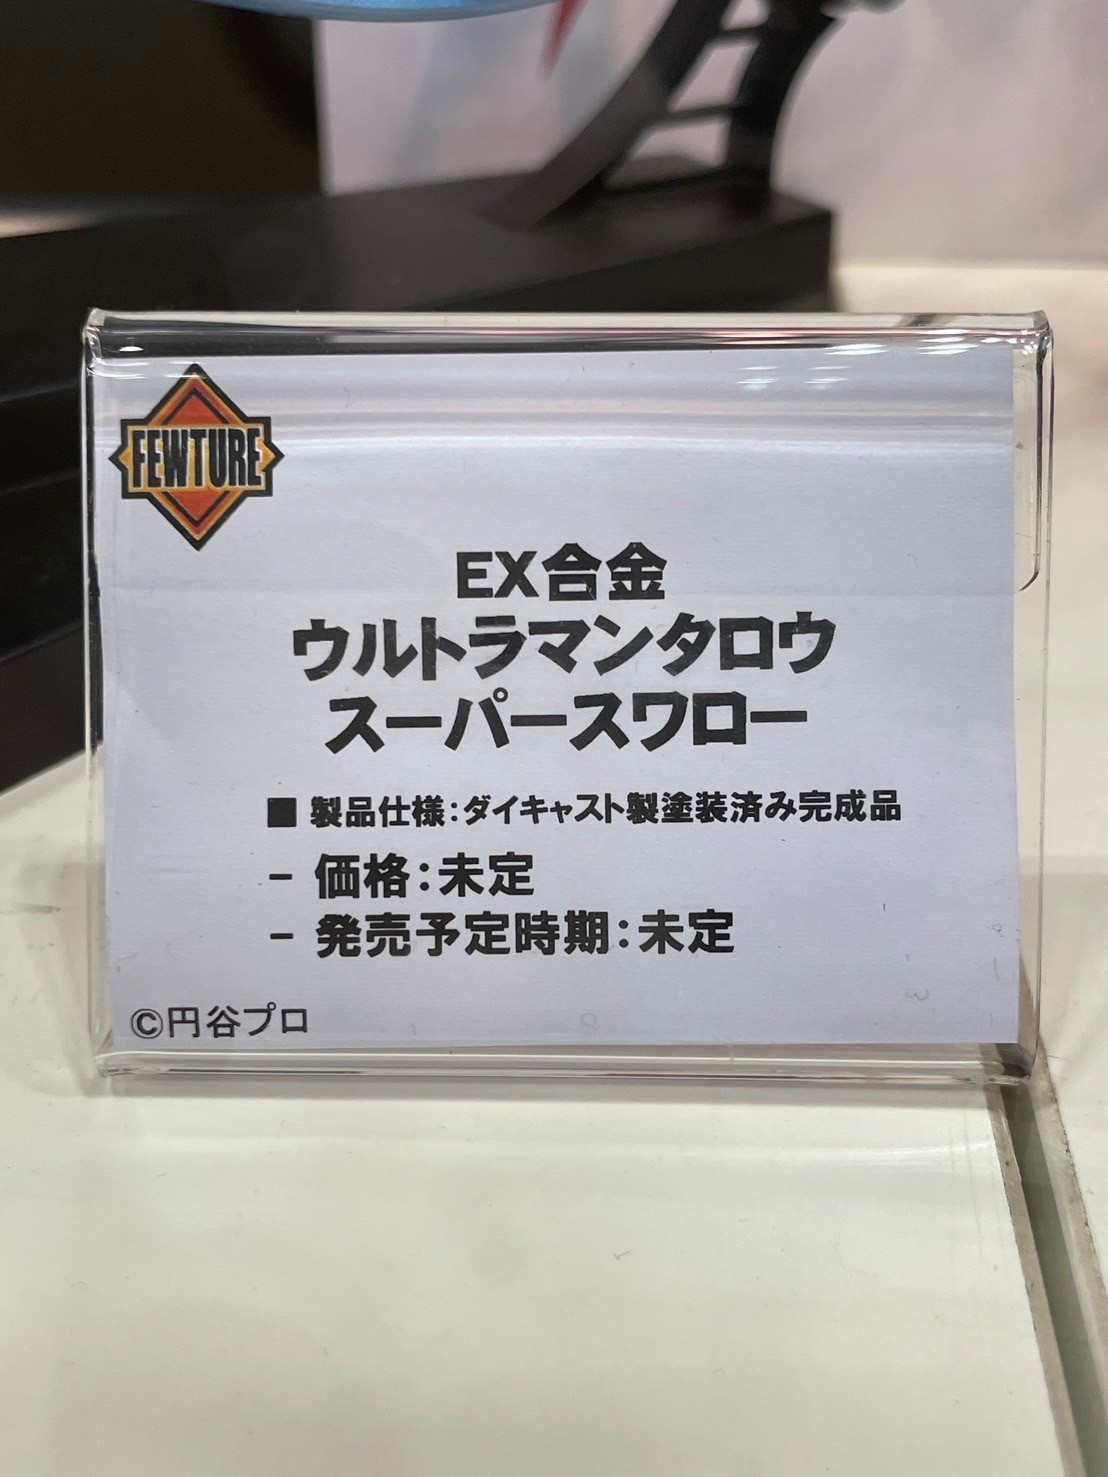 FEWTURE
EX合金
ウルトラマンタロウ
スーパースワロー
■ 製品仕様：ダイキャスト製塗装済み完成品
- 価格：未定
- 発売予定時期：未定
©円谷プロ